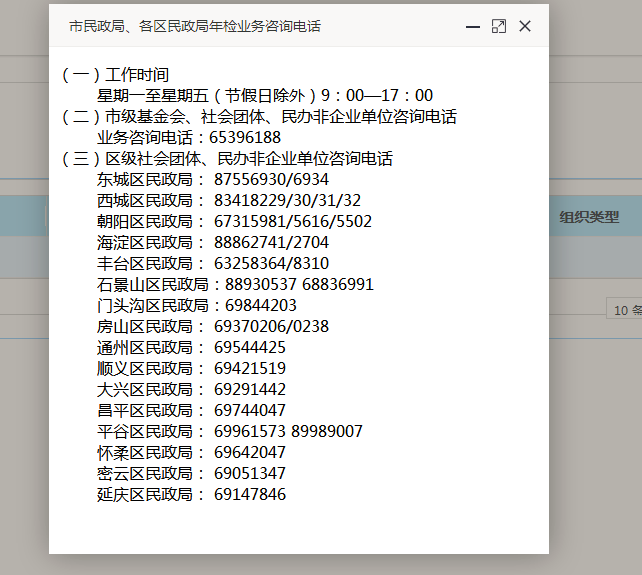 市民政局、各区民政局年检业务咨询电话
（一）工作时间
星期一至星期五（节假日除外）9：00—17：00
（二）市级基金会、社会团体、民办非企业单位咨询电话
业务咨询电话：65396188
（三）区级社会团体、民办非企业单位咨询电话
东城区民政局： 87556930/6934
西城区民政局： 83418229/30/31/32
朝阳区民政局： 67315981/5616/5502
海淀区民政局： 88862741/2704
丰台区民政局： 63258364/8310
石景山区民政局：88930537 68836991
门头沟区民政局：69844203
房山区民政局： 69370206/0238
通州区民政局： 69544425
顺义区民政局： 69421519
大兴区民政局： 69291442
昌平区民政局： 69744047
平谷区民政局： 69961573 89989007
怀柔区民政局： 69642047
密云区民政局： 69051347
延庆区民政局： 69147846
组织类型
10 条